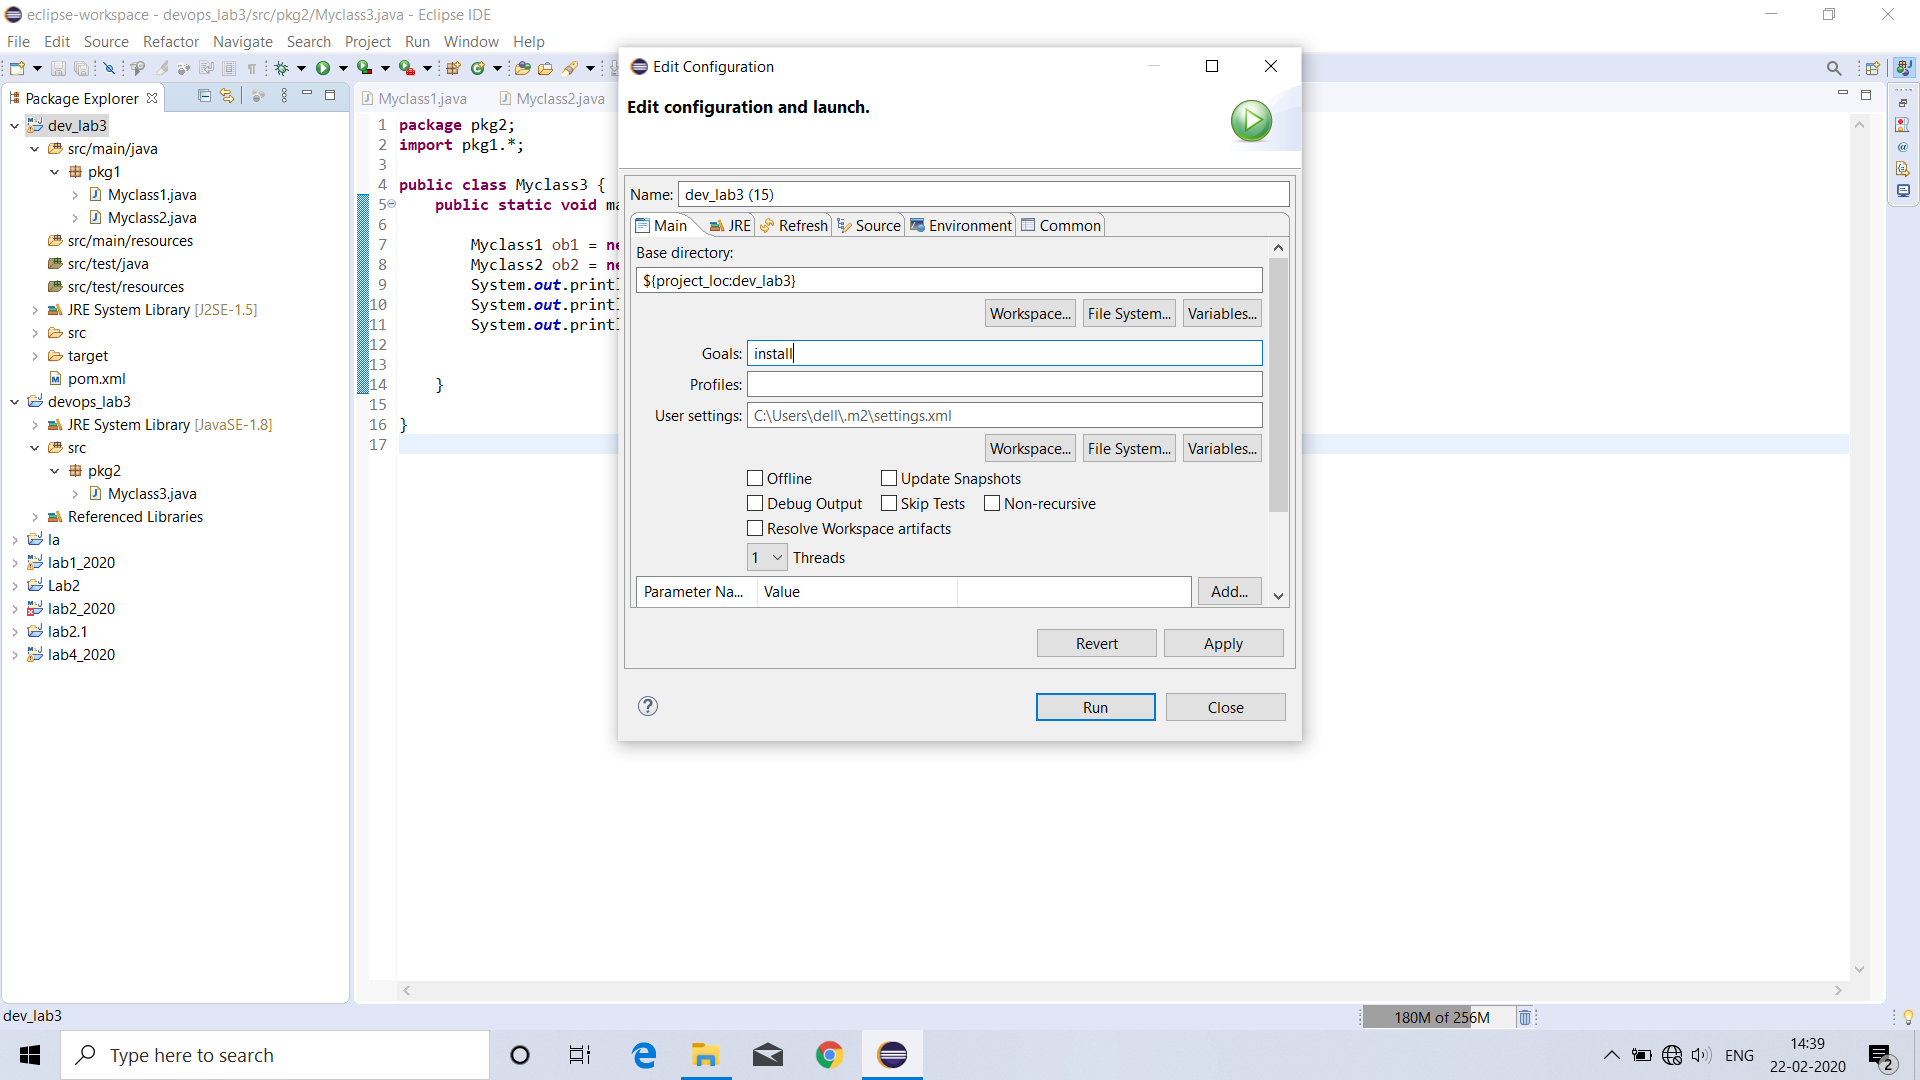 eclipse-workspace - devops_lab3/src/pkg2/Myclass3.java - Eclipse IDE
File Edit Source Refactor Navigate Search Project Run Window Help
Package Explorer
dev_lab3
src/main/java
pkg1
Myclass1.java
Myclass2.java
src/main/resources
src/test/java
src/test/resources
JRE System Library [J2SE-1.5]
src
target
pom.xml
devops_lab3
JRE System Library [JavaSE-1.8]
src
pkg2
Myclass3.java
Referenced Libraries
la
lab1_2020
Lab2
lab2_2020
lab2.1
lab4_2020
Myclass1.java Myclass2.java
1 package pkg2;
2 import pkg1.*;
3
4 public class Myclass3 {
5 public static void
6
7 Myclass1 ob1 =
8 Myclass2 ob2 =
9 System.out.
10 System.out.
11 System.out.
12
13
14 }
15
16 }
17
Edit Configuration
Edit configuration and launch.
Name: dev_lab3 (15)
Main JRE Refresh Source Environment Common
Base directory:
${project_loc:dev_lab3}
Workspace... File System... Variables...
Goals: install
Profiles:
User settings: C:\Users\dell\.m2\settings.xml
Workspace... File System... Variables...
Offline Update Snapshots
Debug Output Skip Tests Non-recursive
Resolve Workspace artifacts
1 Threads
Parameter Na... Value Add...
Revert Apply
Run Close
dev_lab3
180M of 256M
Type here to search
ENG
14:39
22-02-2020
2